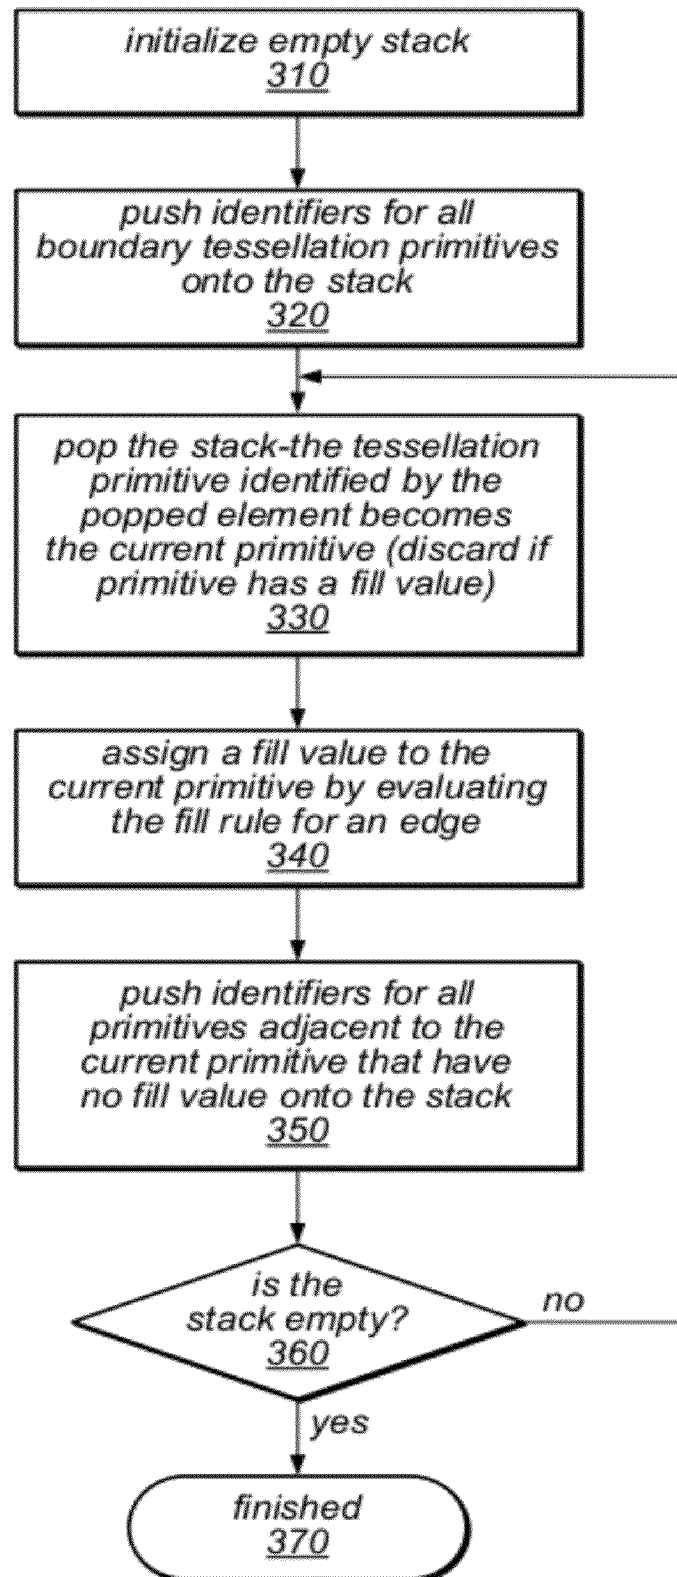 initialize empty stack
310
push identifiers for all
boundary tessellation primitives
onto the stack
320
pop the stack-the tessellation
primitive identified by the
popped element becomes
the current primitive (discard if
primitive has a fill value)
330
assign a fill value to the
current primitive by evaluating
the fill rule for an edge
340
push identifiers for all
primitives adjacent to the
current primitive that have
no fill value onto the stack
350
is the
stack empty?
360
no
yes
finished
370